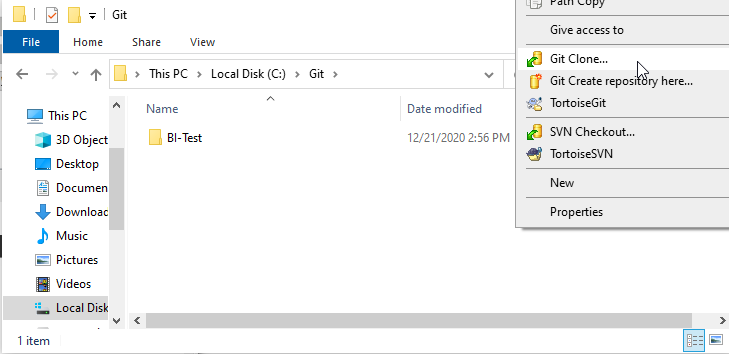 Git
File
Home
Share
View
This PC
Local Disk (C:)
Git
Name
Date modified
BI-Test
12/21/2020 2:56 PM
This PC
3D Object
Desktop
Documen
Downloac
Music
Pictures
Videos
Local Disk
1 item
Path Copy
Give access to
Git Clone...
Git Create repository here...
TortoiseGit
SVN Checkout...
TortoiseSVN
New
Properties